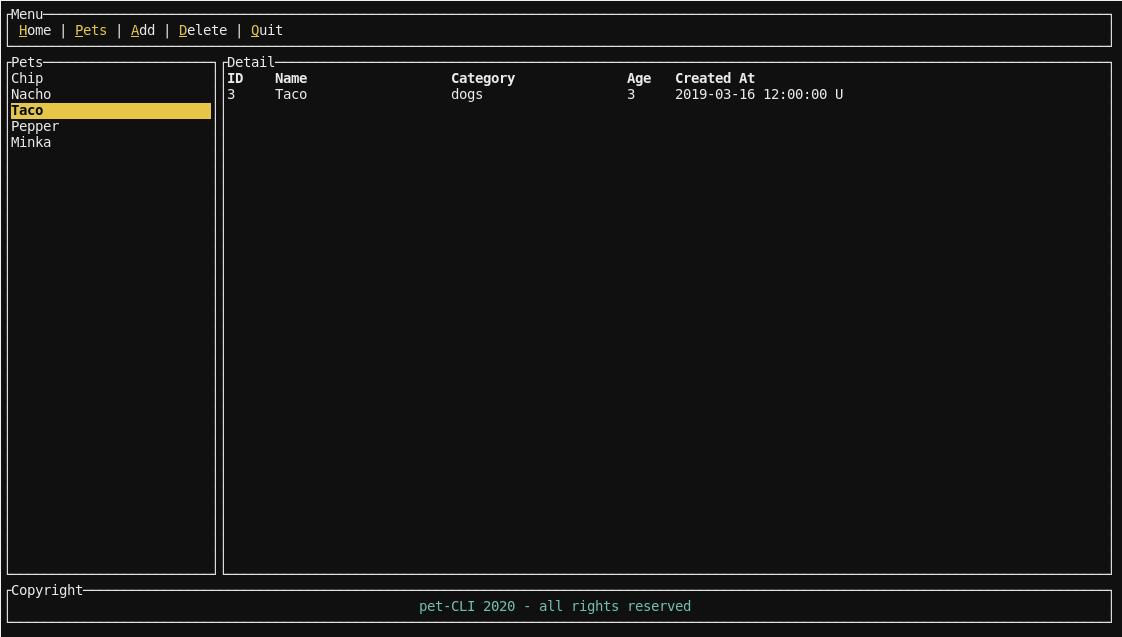 Menu
Home | Pets | Add | Delete | Quit
Pets
Chip
Nacho
Taco
Pepper
Minka
Detail
ID Name Category Age Created At
3 Taco dogs 3 2019-03-16 12:00:00 U
Copyright
pet-CLI 2020 - all rights reserved